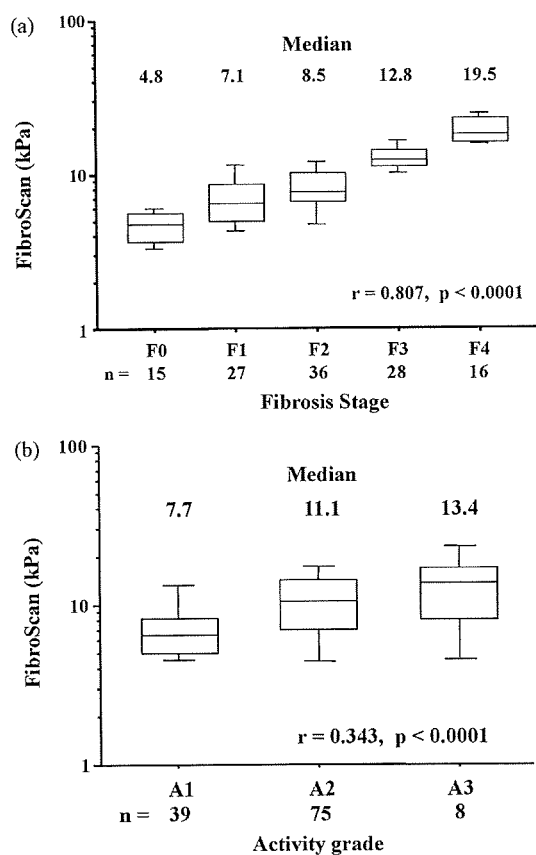 (a)
100
Median
4.8 7.1 8.5 12.8 19.5
FibroScan (kPa)
10
r = 0.807, p < 0.0001
1
F0 F1 F2 F3 F4
n = 15 27 36 28 16
Fibrosis Stage
(b)
100
Median
7.7 11.1 13.4
FibroScan (kPa)
10
r = 0.343, p < 0.0001
1
A1 A2 A3
n = 39 75 8
Activity grade